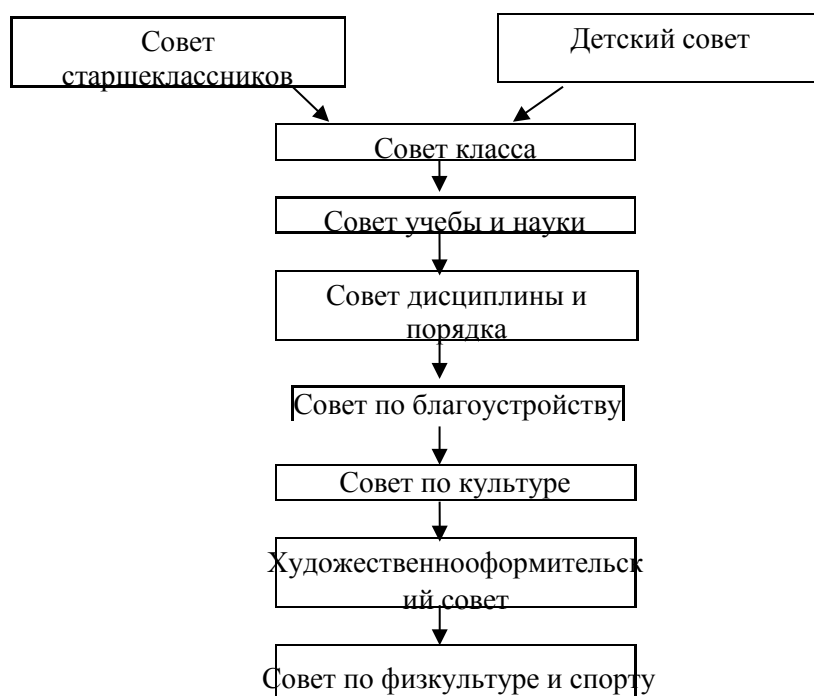 Совет
старшеклассников
Детский совет
Совет класса
Совет учебы и науки
Совет дисциплины и
порядка
Совет по благоустройству
Совет по культуре
Художественнооформительск
ий совет
Совет по физкультуре и спорту